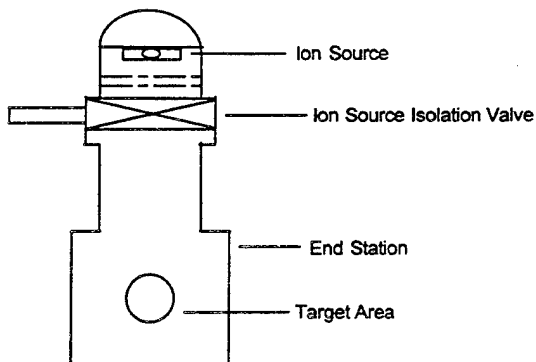 Ion Source
Ion Source Isolation Valve
End Station
Target Area